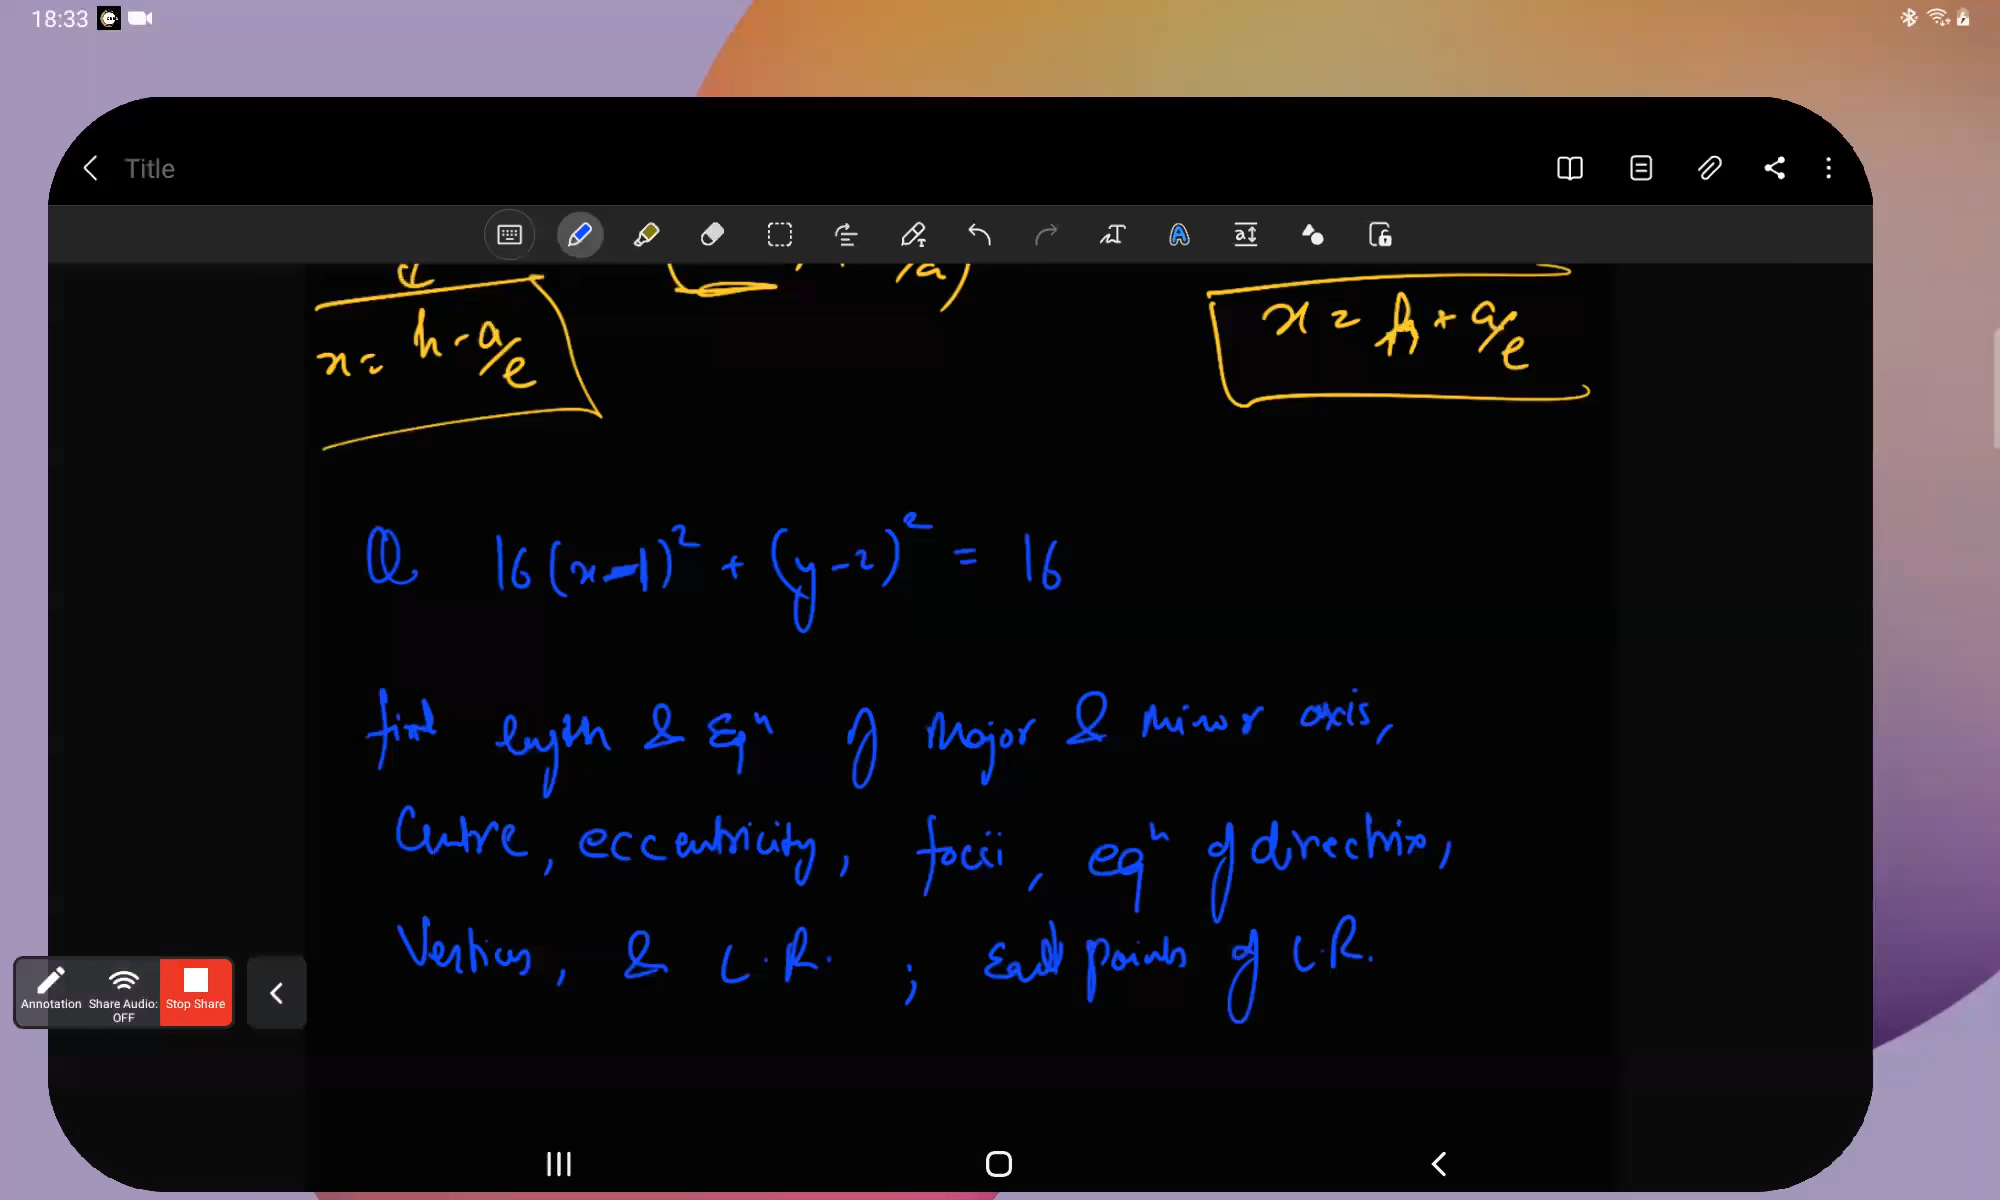 18:33
Title
x = h - a/e
x = h + a/e
Q 16(x-1)² + (y-2)² = 16
find length & Eqⁿ of Major & Minor axis,
Centre, eccentricity, focii, eqⁿ of directrix,
Vertices, & L.R. ; End points of L.R.
Annotation Share Audio: OFF Stop Share